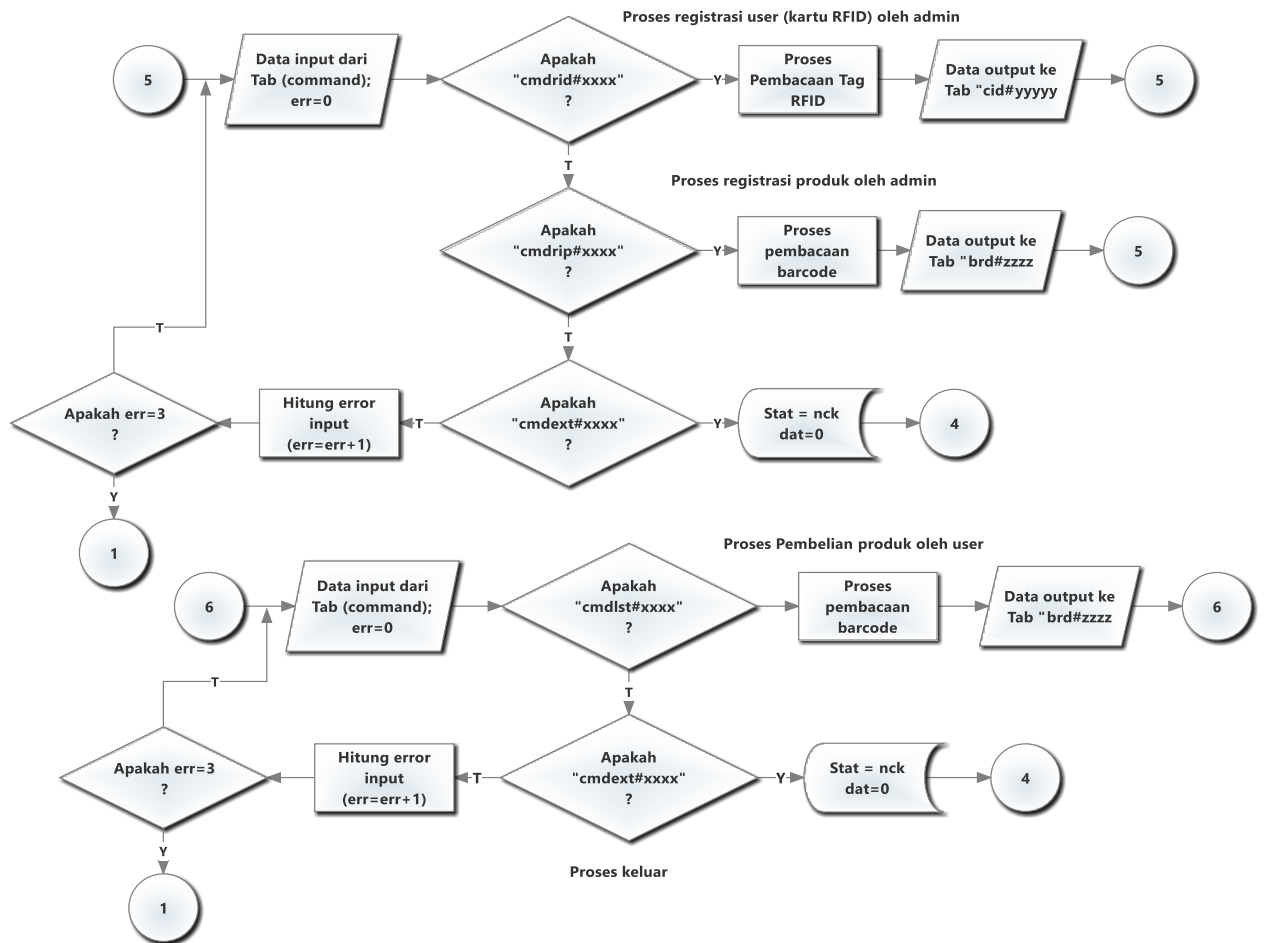 Proses registrasi user (kartu RFID) oleh admin
5
Data input dari
Tab (command);
err=0
Apakah
"cmdrid#xxxx"
?
Y
Proses
Pembacaan Tag
RFID
Data output ke
Tab "cid#yyyyy
5
T
Proses registrasi produk oleh admin
Apakah
"cmdrip#xxxx"
?
Y
Proses
pembacaan
barcode
Data output ke
Tab "brd#zzzz
5
T
T
Apakah err=3
?
Hitung error
input
(err=err+1)
T
Apakah
"cmdext#xxxx"
?
Y
Stat = nck
dat=0
4
Y
1
Proses Pembelian produk oleh user
6
Data input dari
Tab (command);
err=0
Apakah
"cmdlst#xxxx"
?
Proses
pembacaan
barcode
Data output ke
Tab "brd#zzzz
6
T
T
Apakah err=3
?
Hitung error
input
(err=err+1)
T
Apakah
"cmdext#xxxx"
?
Y
Stat = nck
dat=0
4
Y
Proses keluar
1